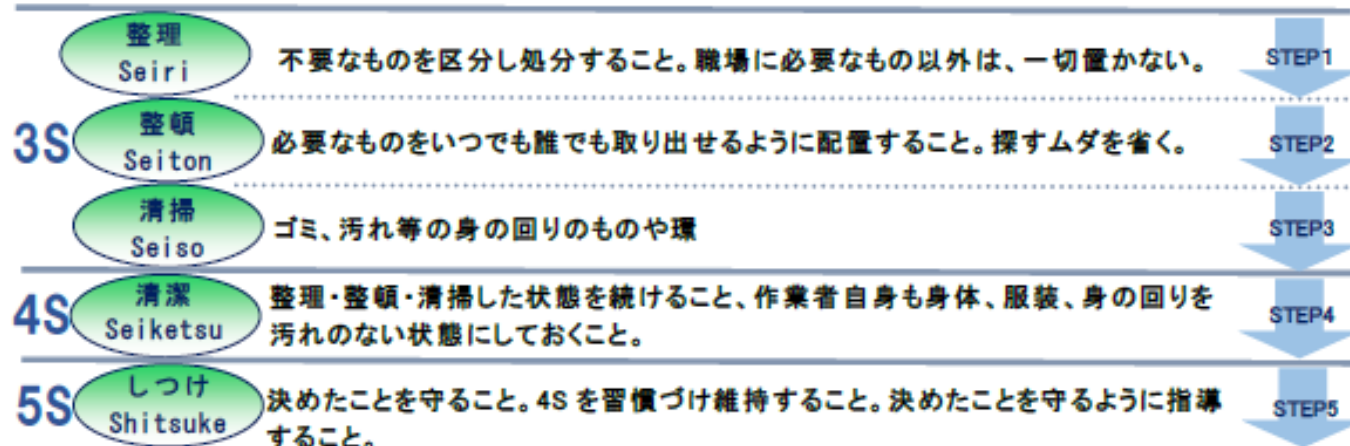 整理
Seiri
不要なものを区分し処分すること。職場に必要なもの以外は、一切置かない。
STEP1
3S
整頓
Seiton
必要なものをいつでも誰でも取り出せるように配置すること。探すムダを省く。
STEP2
清掃
Seiso
ゴミ、汚れ等の身の回りのものや環
STEP3
4S
清潔
Seiketsu
整理・整頓・清掃した状態を続けること、作業者自身も身体、服装、身の回りを
汚れのない状態にしておくこと。
STEP4
5S
しつけ
Shitsuke
決めたことを守ること。4Sを習慣づけ維持すること。決めたことを守るように指導
すること。
STEP5